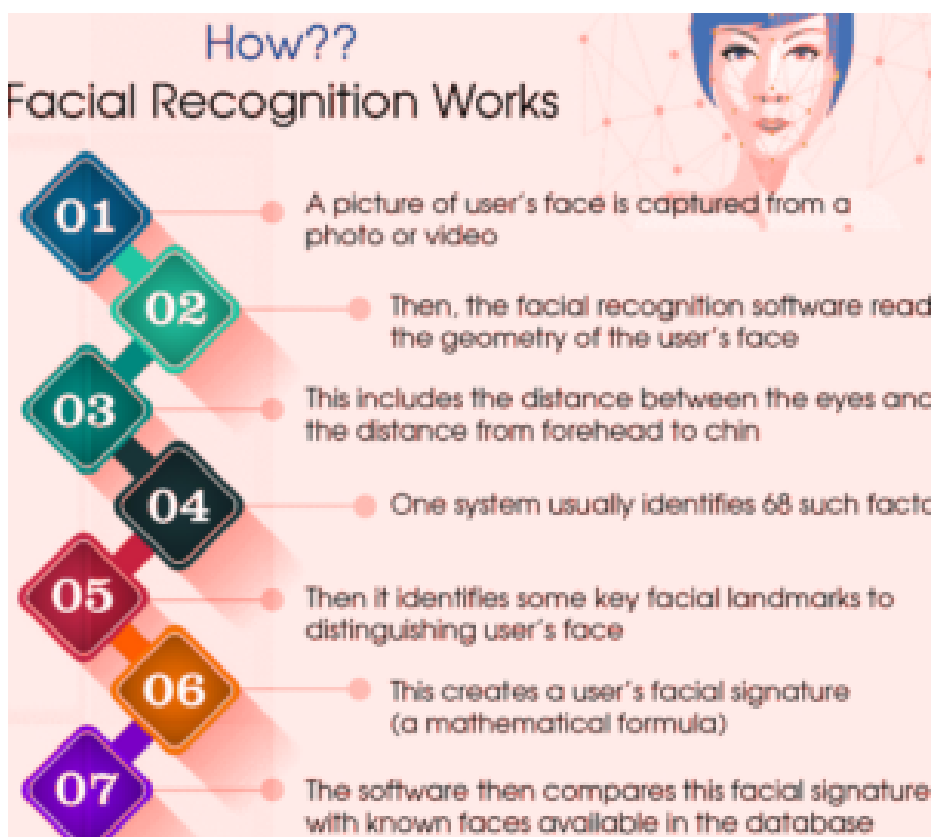 How??
Facial Recognition Works
01
A picture of user's face is captured from a
photo or video
02
Then, the facial recognition software read
the geometry of the user's face
03
This includes the distance between the eyes and
the distance from forehead to chin
04
One system usually identifies 68 such facto
05
Then it identifies some key facial landmarks to
distinguishing user's face
06
This creates a user's facial signature
(a mathematical formula)
07
The software then compares this facial signature
with known faces available in the database